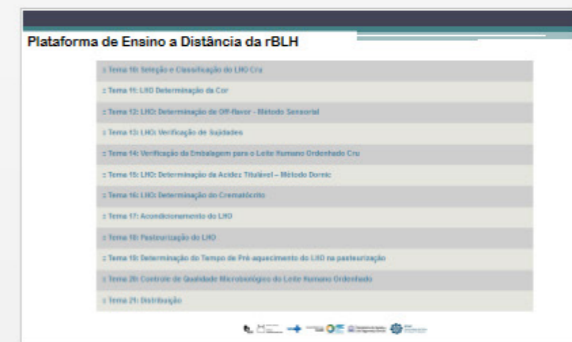 Plataforma de Ensino a Distância da rBLH
:: Tema 10: Seleção e Classificação do LHO Cru
:: Tema 11: LHO Determinação da Cor
:: Tema 12: LHO: Determinação do Off-flavor - Método Sensorial
:: Tema 13: LHO: Verificação de Sujidades
:: Tema 14: Verificação da Embalagem para o Leite Humano Ordenhado Cru
:: Tema 15: LHO: Determinação da Acidez Titulável – Método Dornic
:: Tema 16: LHO: Determinação do Crematócrito
:: Tema 17: Acondicionamento do LHO
:: Tema 18: Pasteurização do LHO
:: Tema 19: Determinação do Tempo de Pré-aquecimento do LHO na pasteurização
:: Tema 20: Controle de Qualidade Microbiológico do Leite Humano Ordenhado
:: Tema 21: Distribuição